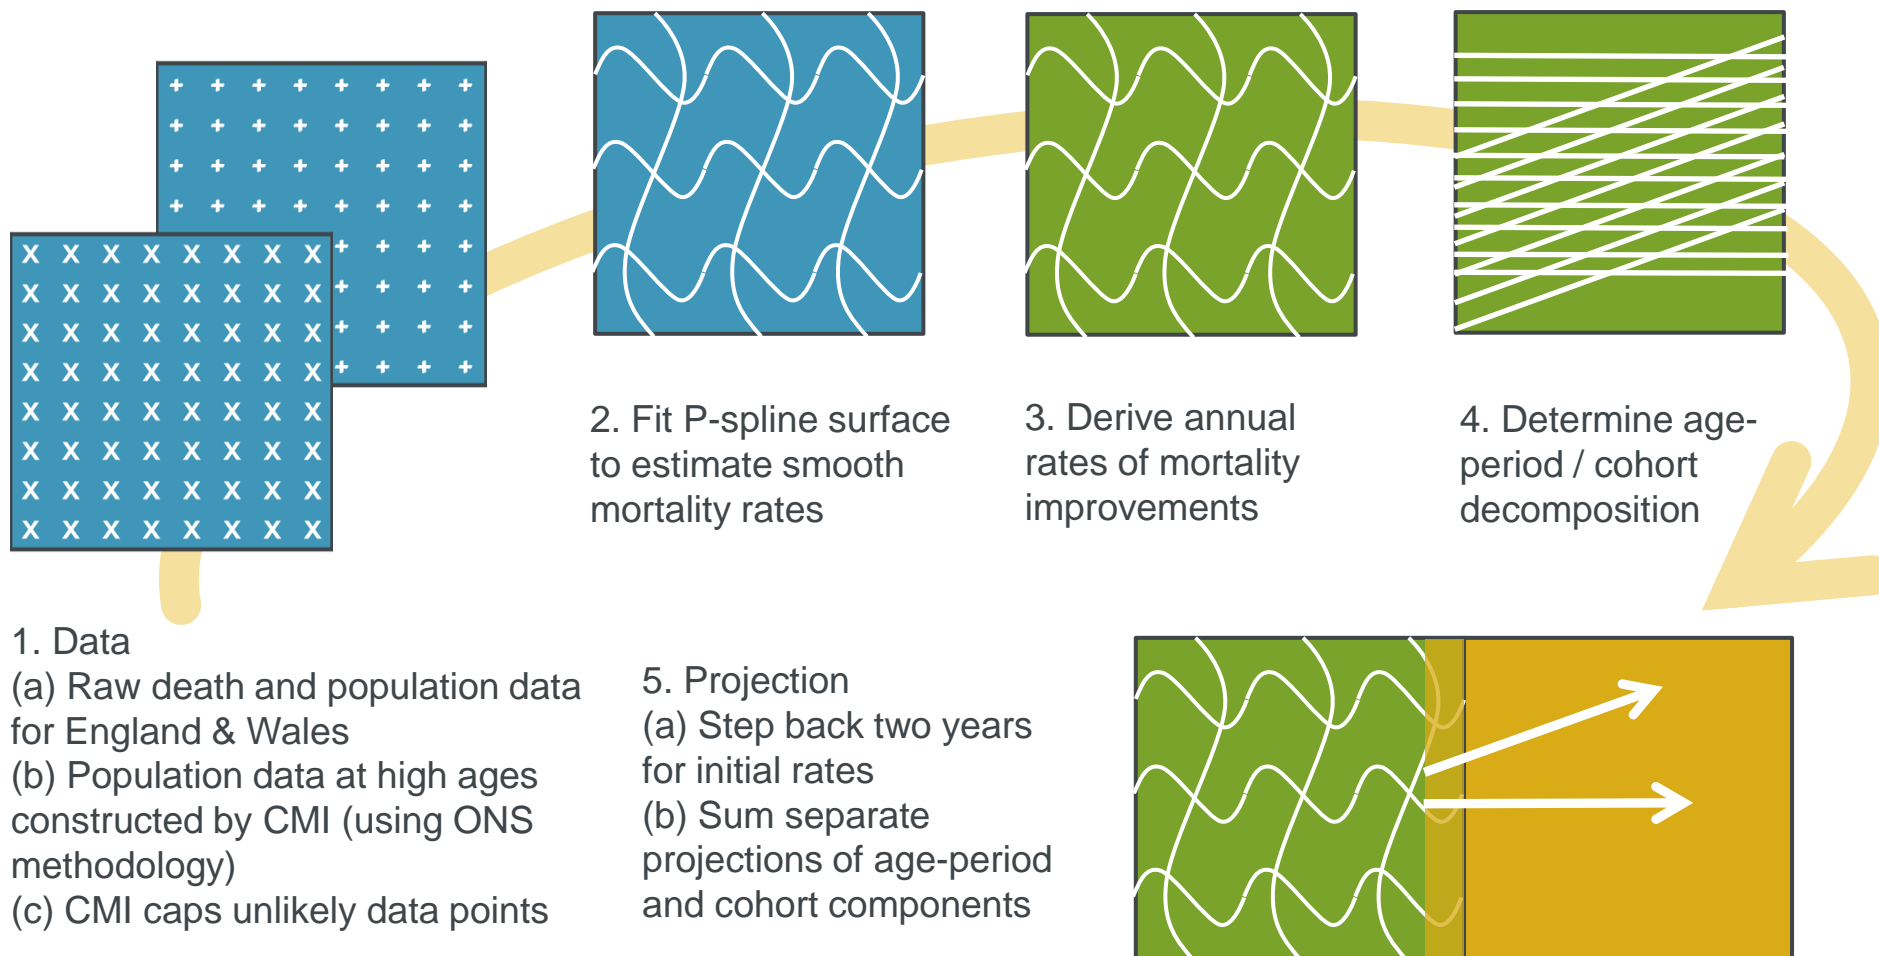 1. Data
(a) Raw death and population data
for England & Wales
(b) Population data at high ages
constructed by CMI (using ONS
methodology)
(c) CMI caps unlikely data points
2. Fit P-spline surface
to estimate smooth
mortality rates
3. Derive annual
rates of mortality
improvements
4. Determine age-
period / cohort
decomposition
5. Projection
(a) Step back two years
for initial rates
(b) Sum separate
projections of age-period
and cohort components